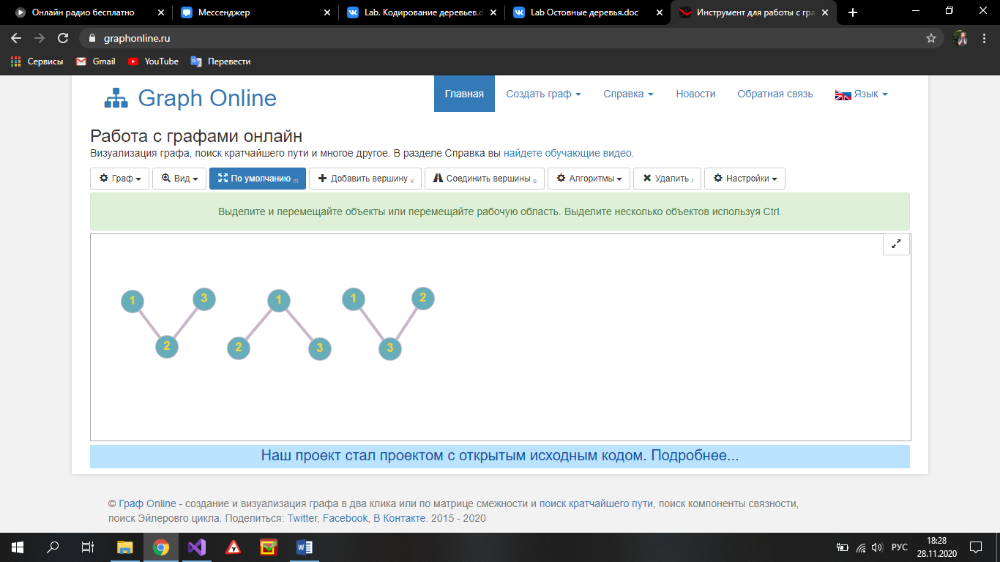 Онлайн радио бесплатно
Мессенджер
Lab. Кодирование деревьев.d
Lab Остовные деревья.doc
Инструмент для работы с гра
graphonline.ru
Сервисы Gmail YouTube Перевести
Graph Online
Главная Создать граф Справка Новости Обратная связь Язык
Работа с графами онлайн
Визуализация графа, поиск кратчайшего пути и многое другое. В разделе Справка вы найдете обучающие видео.
Граф Вид По умолчанию m Добавить вершину v Соединить вершины e Алгоритмы Удалить r Настройки
Выделите и перемещайте объекты или перемещайте рабочую область. Выделите несколько объектов используя Ctrl.
1 3 1 1 2
2 2 3 3
Наш проект стал проектом с открытым исходным кодом. Подробнее...
© Граф Online - создание и визуализация графа в два клика или по матрице смежности и поиск кратчайшего пути, поиск компоненты связности,
поиск Эйлерового цикла. Поделиться: Twitter, Facebook, В Контакте. 2015 - 2020
РУС
18:28
28.11.2020